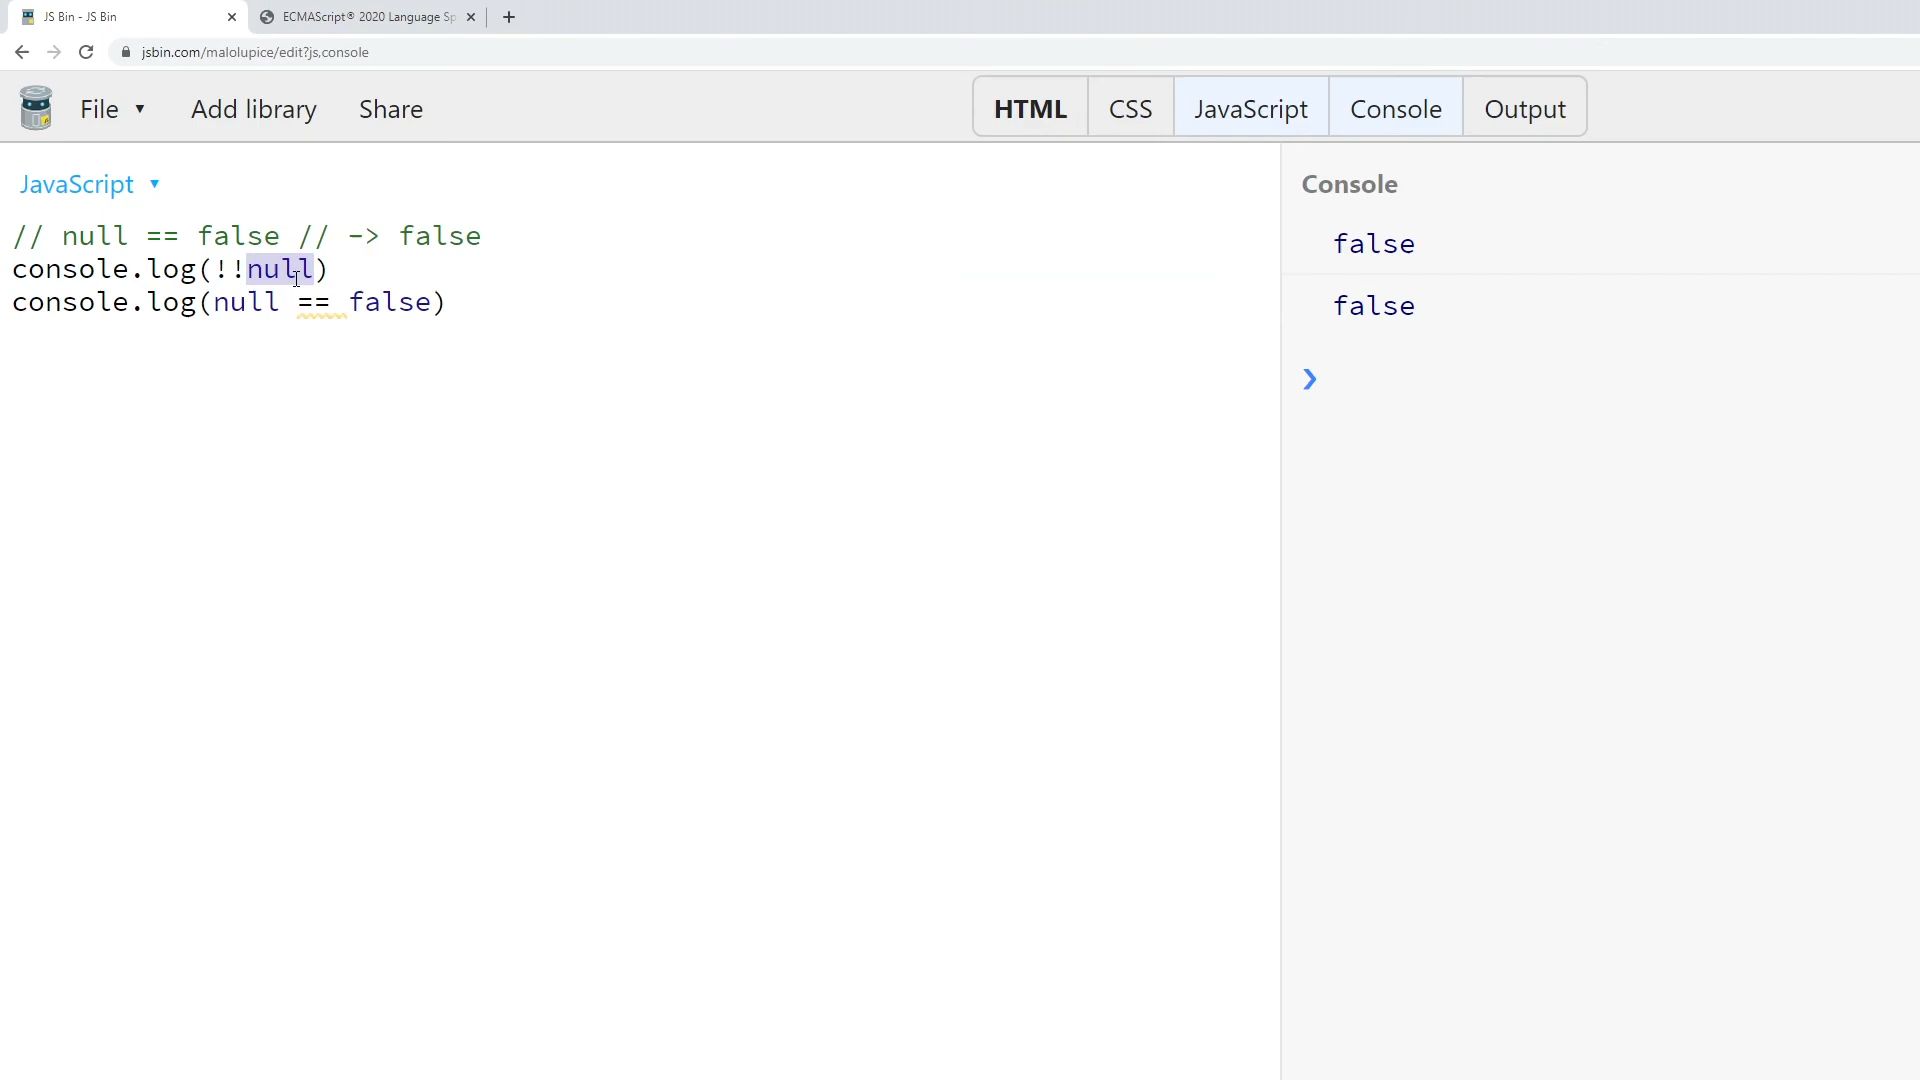 JS Bin - JS Bin
ECMAScript® 2020 Language Sp
jsbin.com/malolupice/edit?js,console
File ▼ Add library Share
HTML CSS JavaScript Console Output
JavaScript ▼
// null == false // -> false
console.log(!!null)
console.log(null == false)
Console
false
false